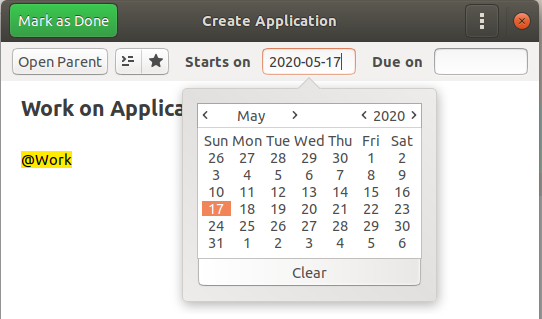 Mark as Done Create Application
Open Parent Starts on 2020-05-17 Due on
Work on Applica
@Work
May 2020
Sun Mon Tue Wed Thu Fri Sat
26 27 28 29 30 1 2
3 4 5 6 7 8 9
10 11 12 13 14 15 16
17 18 19 20 21 22 23
24 25 26 27 28 29 30
31 1 2 3 4 5 6
Clear